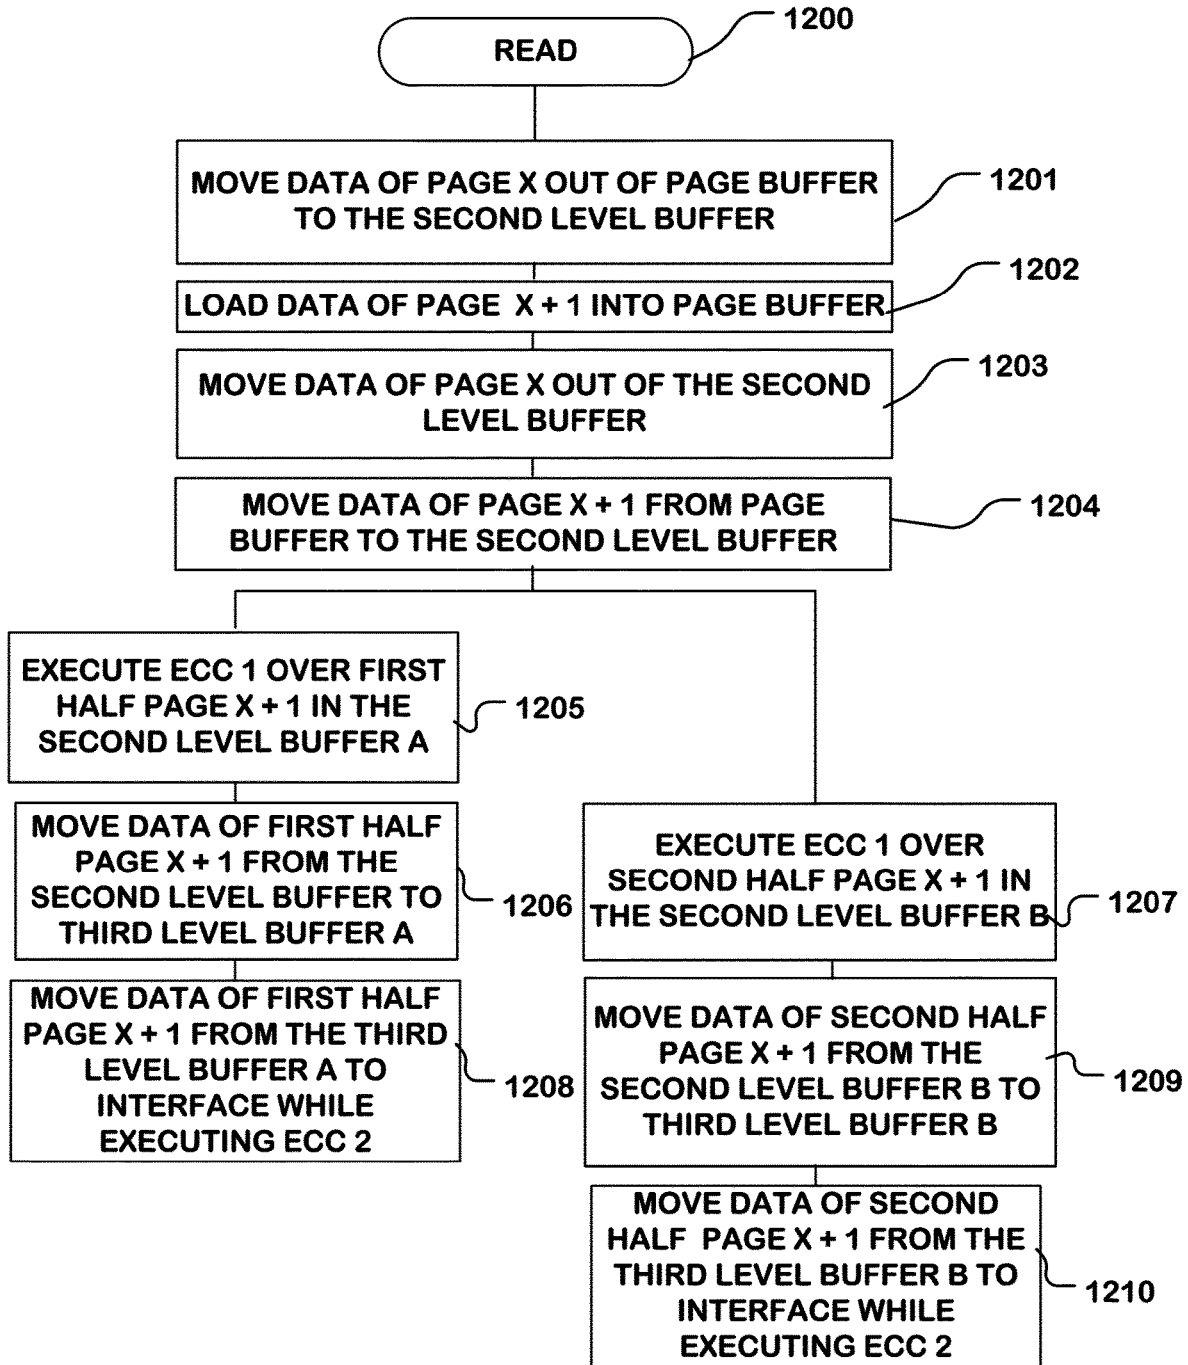 READ
1200
MOVE DATA OF PAGE X OUT OF PAGE BUFFER
TO THE SECOND LEVEL BUFFER
1201
LOAD DATA OF PAGE X + 1 INTO PAGE BUFFER
1202
MOVE DATA OF PAGE X OUT OF THE SECOND
LEVEL BUFFER
1203
MOVE DATA OF PAGE X + 1 FROM PAGE
BUFFER TO THE SECOND LEVEL BUFFER
1204
EXECUTE ECC 1 OVER FIRST
HALF PAGE X + 1 IN THE
SECOND LEVEL BUFFER A
1205
MOVE DATA OF FIRST HALF
PAGE X + 1 FROM THE
SECOND LEVEL BUFFER TO
THIRD LEVEL BUFFER A
1206
EXECUTE ECC 1 OVER
SECOND HALF PAGE X + 1 IN
THE SECOND LEVEL BUFFER B
1207
MOVE DATA OF FIRST HALF
PAGE X + 1 FROM THE THIRD
LEVEL BUFFER A TO
INTERFACE WHILE
EXECUTING ECC 2
1208
MOVE DATA OF SECOND HALF
PAGE X + 1 FROM THE
SECOND LEVEL BUFFER B TO
THIRD LEVEL BUFFER B
1209
MOVE DATA OF SECOND
HALF PAGE X + 1 FROM THE
THIRD LEVEL BUFFER B TO
INTERFACE WHILE
EXECUTING ECC 2
1210